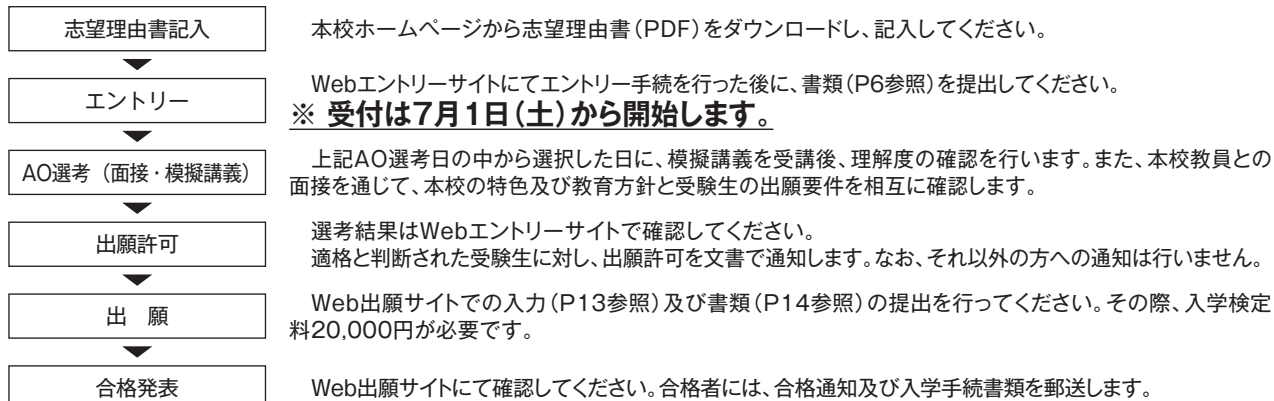 志望理由書記入
本校ホームページから志望理由書(PDF)をダウンロードし、記入してください。
エントリー
Webエントリーサイトにてエントリー手続を行った後に、書類(P6参照)を提出してください。
※ 受付は7月1日(土)から開始します。
AO選考(面接・模擬講義)
上記AO選考日の中から選択した日に、模擬講義を受講後、理解度の確認を行います。また、本校教員との
面接を通じて、本校の特色及び教育方針と受験生の出願要件を相互に確認します。
出願許可
選考結果はWebエントリーサイトで確認してください。
適格と判断された受験生に対し、出願許可を文書で通知します。なお、それ以外の方への通知は行いません。
出 願
Web出願サイトでの入力(P13参照)及び書類(P14参照)の提出を行ってください。その際、入学検定
料20,000円が必要です。
合格発表
Web出願サイトにて確認してください。合格者には、合格通知及び入学手続書類を郵送します。